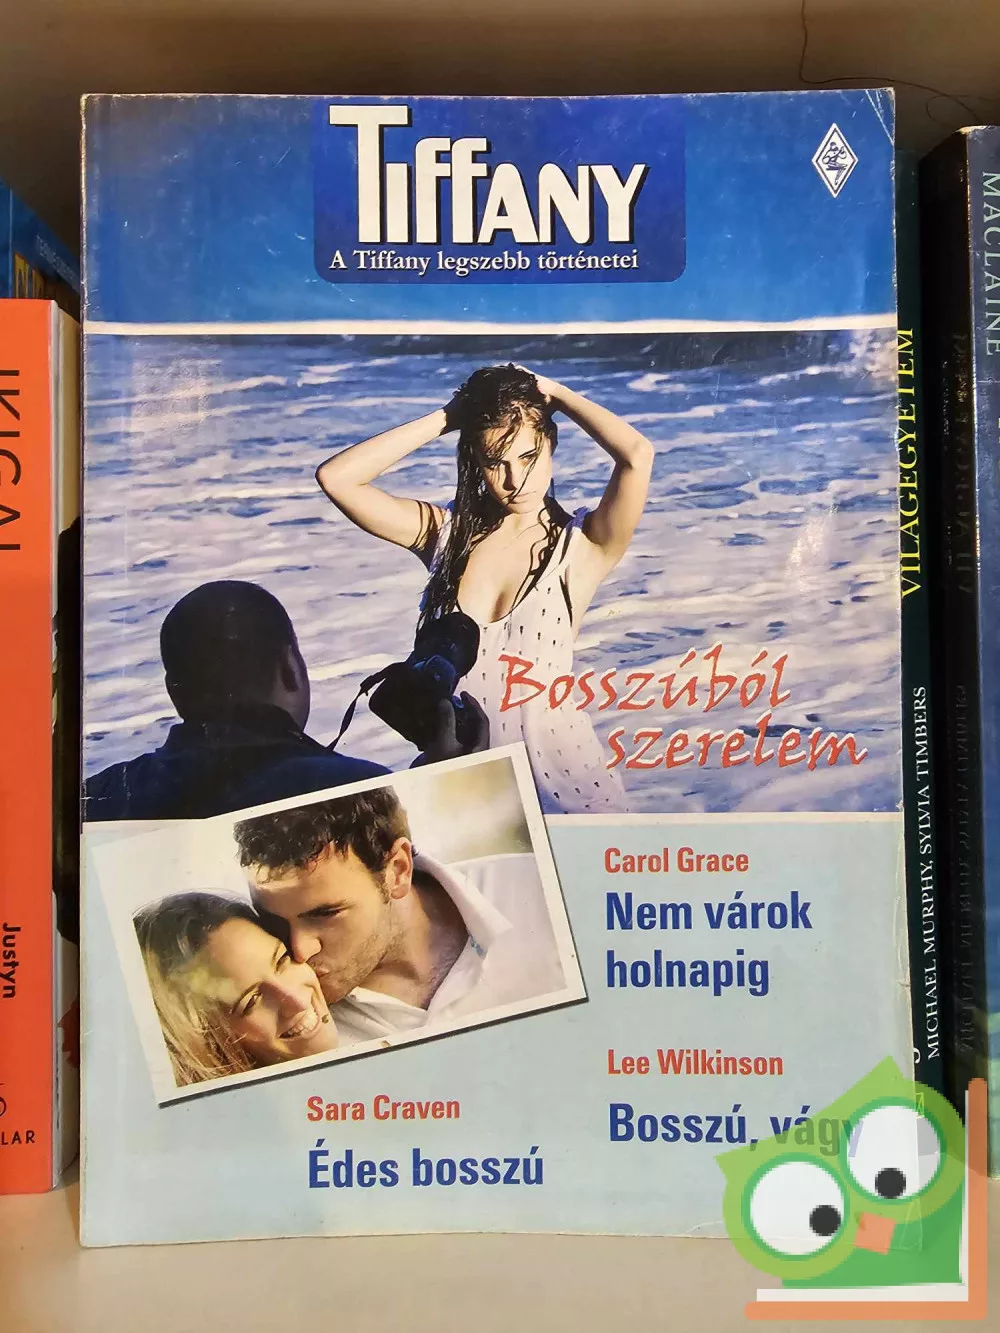 TIFFANY
A Tiffany legszebb történetei
Bosszúból
szerelem
Carol Grace
Nem várok
holnapig
Lee Wilkinson
Bosszú, vágy
Sara Craven
Édes bosszú
IKIGAI
Justyn
LAR
VILÁGEGYETEM
MICHAEL MURPHY, SYLVIA TIMBERS
MACLAINE